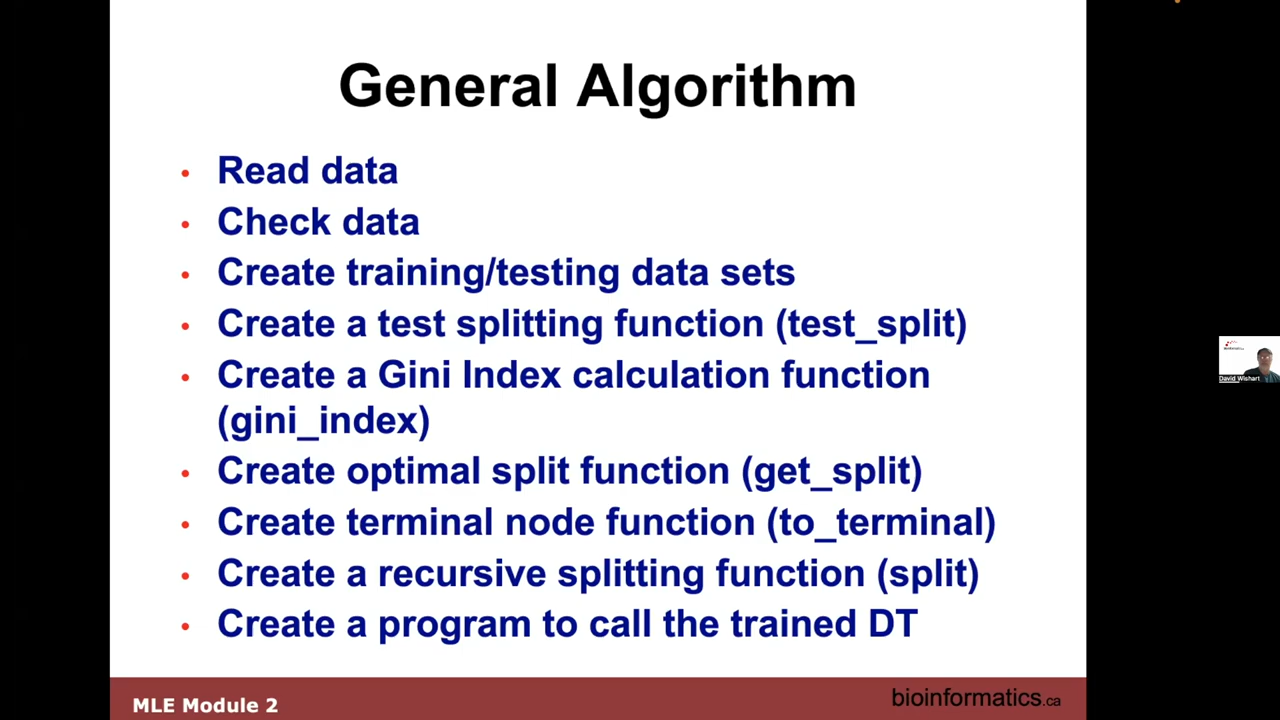 General Algorithm
• Read data
• Check data
• Create training/testing data sets
• Create a test splitting function (test_split)
• Create a Gini Index calculation function
(gini_index)
• Create optimal split function (get_split)
• Create terminal node function (to_terminal)
• Create a recursive splitting function (split)
• Create a program to call the trained DT
MLE Module 2
bioinformatics.ca
David Wishart